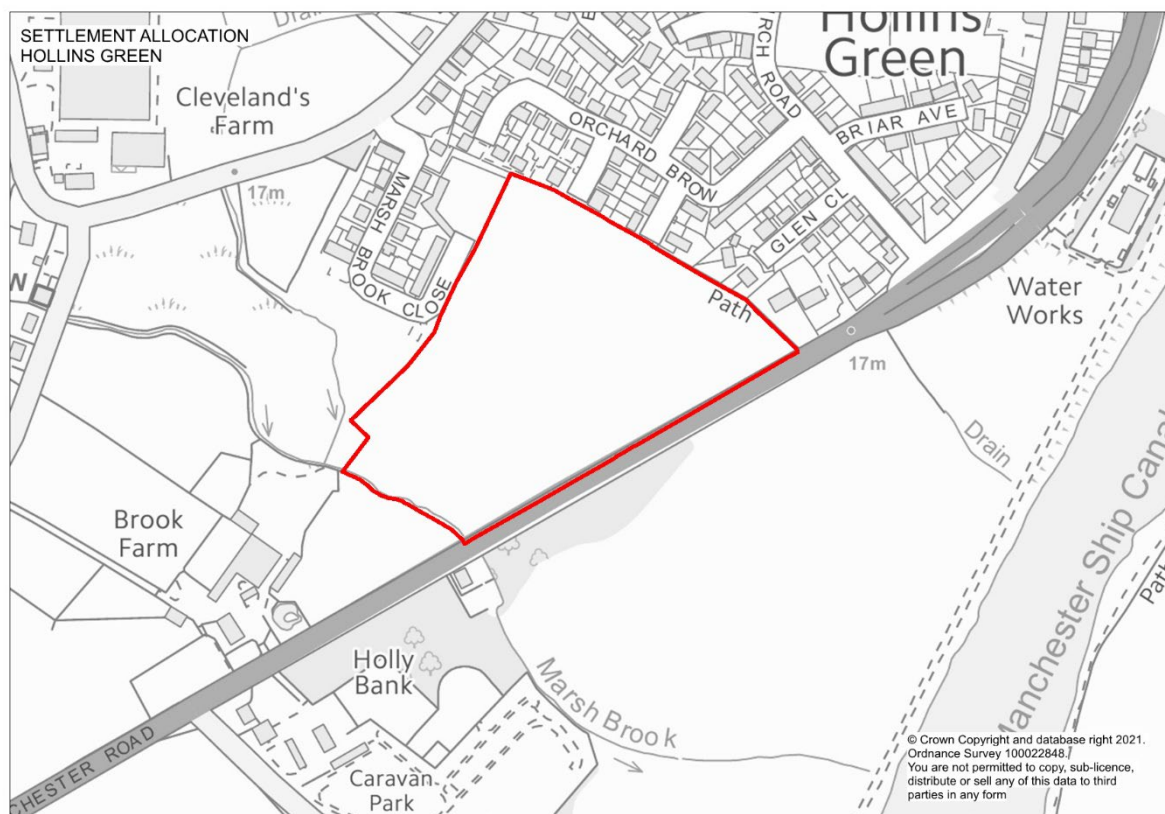 SETTLEMENT ALLOCATION
HOLLINS GREEN
Drain
Hollins
Green
Cleveland's
Farm
17m
MARSH
BROOK CLOSE
ORCHARD BROW
RCH ROAD
BRIAR AVE
GLEN CL
Path
17m
Water
Works
Drain
N
Brook
Farm
Holly
Bank
Marsh Brook
Manchester Ship Canal
Path
CHESTER ROAD
Caravan
Park
© Crown Copyright and database right 2021.
Ordnance Survey 100022848.
You are not permitted to copy, sub-licence,
distribute or sell any of this data to third
parties in any form